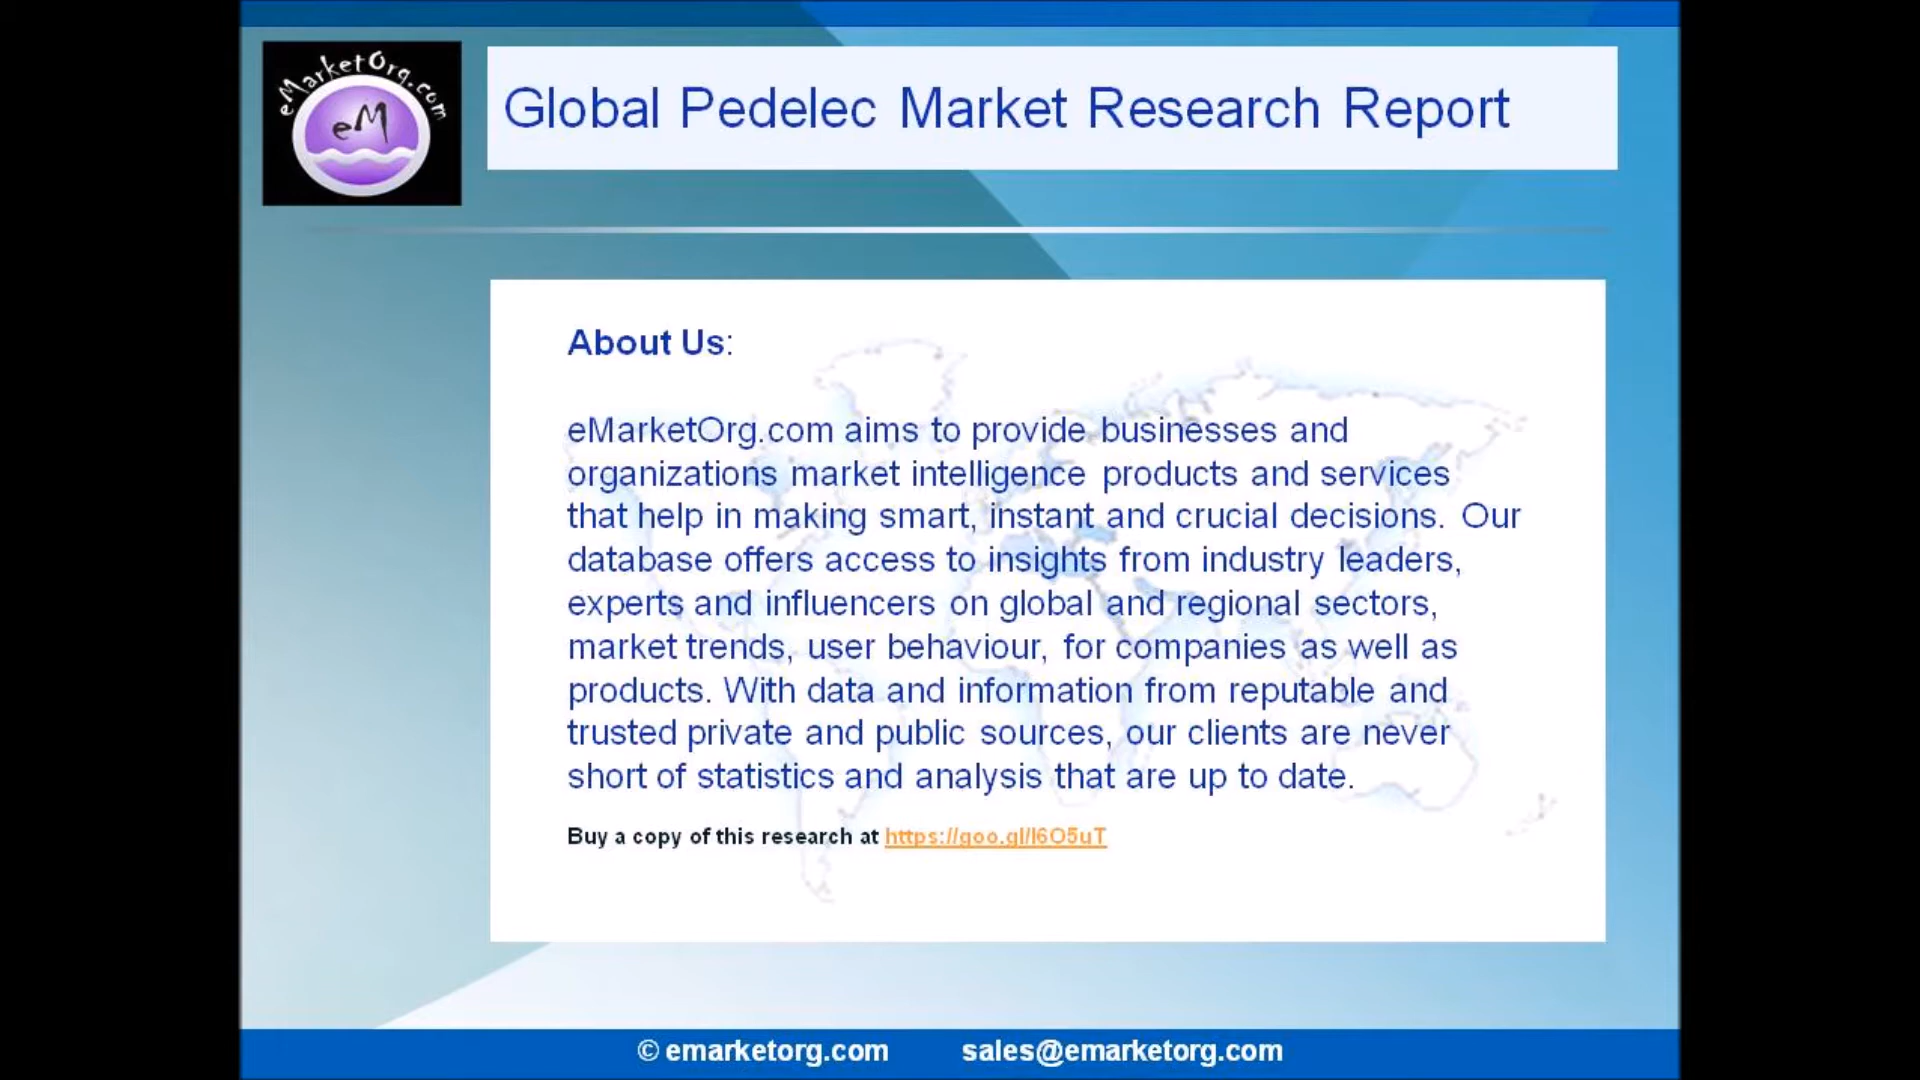 eMarketOrg.com
eM
Global Pedelec Market Research Report
About Us:
eMarketOrg.com aims to provide businesses and
organizations market intelligence products and services
that help in making smart, instant and crucial decisions. Our
database offers access to insights from industry leaders,
experts and influencers on global and regional sectors,
market trends, user behaviour, for companies as well as
products. With data and information from reputable and
trusted private and public sources, our clients are never
short of statistics and analysis that are up to date.
Buy a copy of this research at https://goo.gl/I6O5uT
© emarketorg.com sales@emarketorg.com